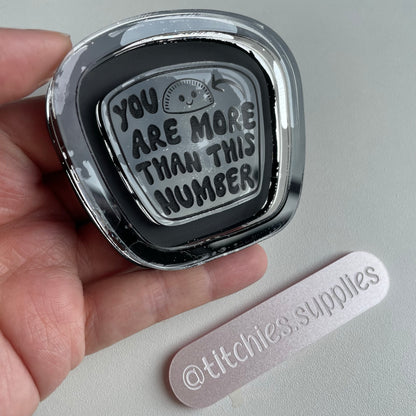 YOU
ARE MORE
THAN THIS
NUMBER
@titchies.supplies